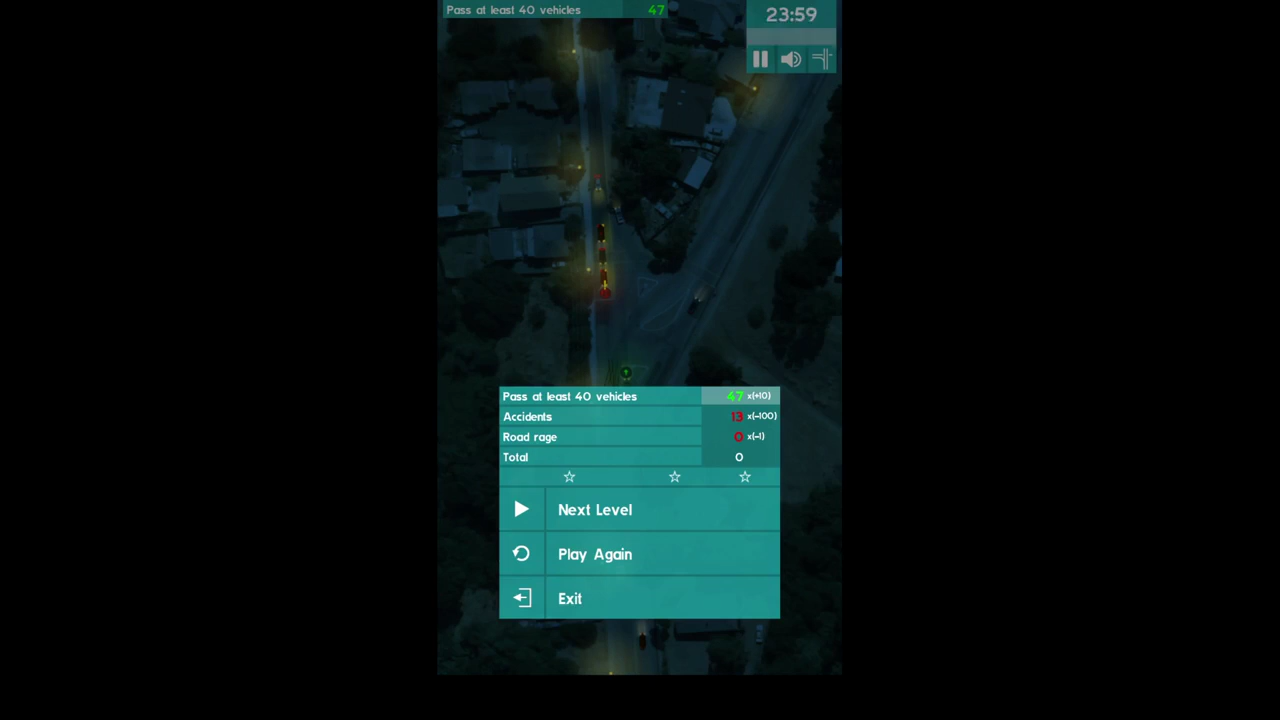 Pass at least 40 vehicles 47
23:59
Pass at least 40 vehicles 47 x(+10)
Accidents 13 x(-100)
Road rage 0 x(-1)
Total 0
Next Level
Play Again
Exit